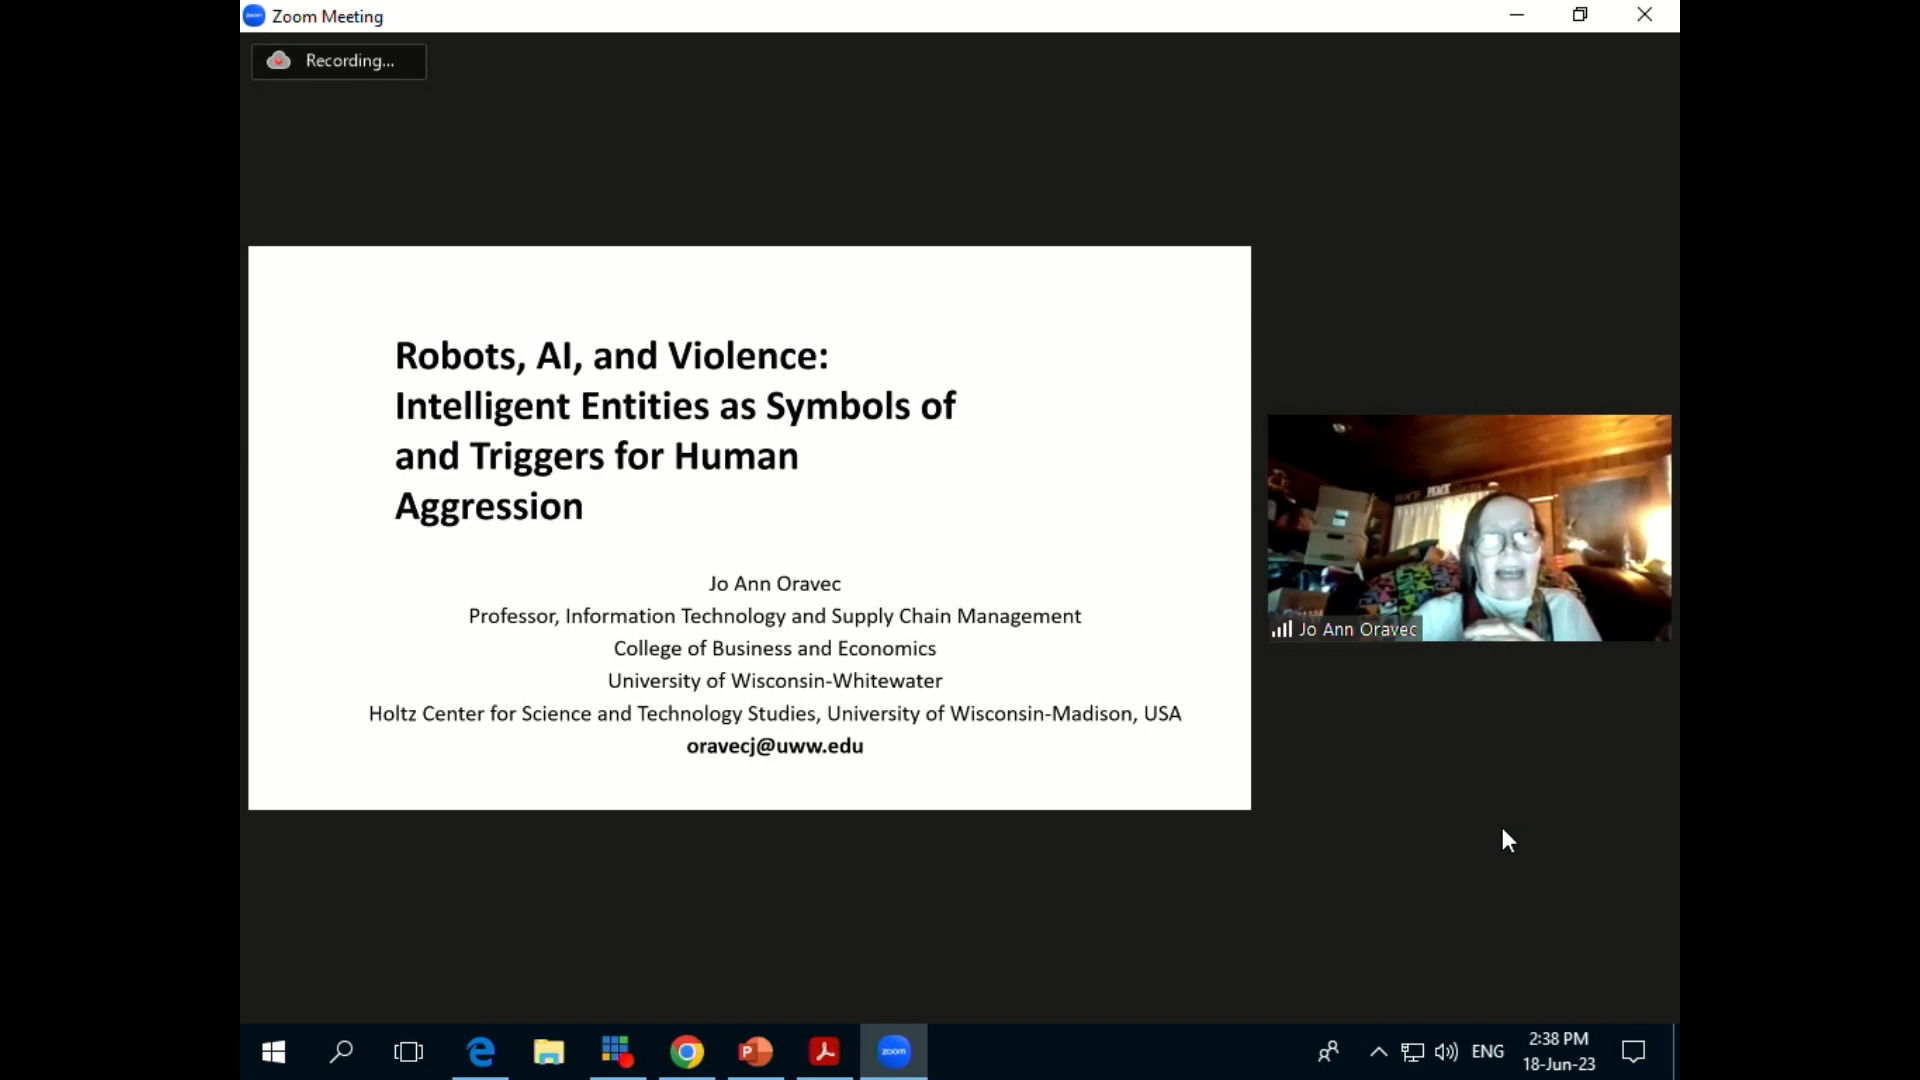 Zoom Meeting
Recording...
Robots, AI, and Violence:
Intelligent Entities as Symbols of
and Triggers for Human
Aggression
Jo Ann Oravec
Professor, Information Technology and Supply Chain Management
College of Business and Economics
University of Wisconsin-Whitewater
Holtz Center for Science and Technology Studies, University of Wisconsin-Madison, USA
oravecj@uww.edu
PEACE
Jo Ann Oravec
zoom
ENG
2:38 PM
18-Jun-23